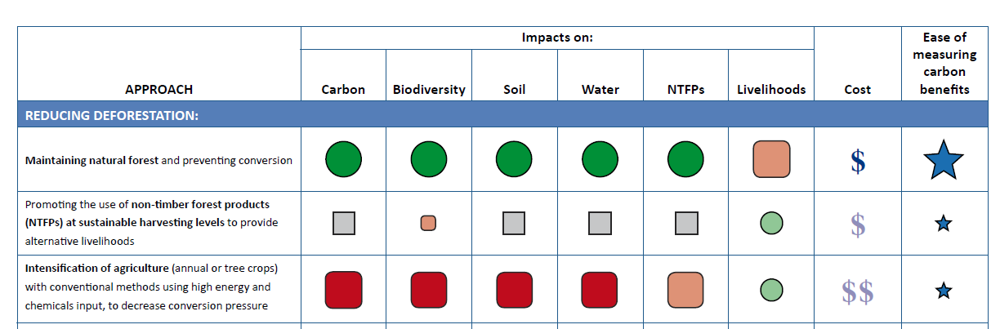 Impacts on:
Ease of
measuring
carbon
benefits
APPROACH
Carbon
Biodiversity
Soil
Water
NTFPs
Livelihoods
Cost
REDUCING DEFORESTATION:
Maintaining natural forest and preventing conversion
$
Promoting the use of non-timber forest products
(NTFPs) at sustainable harvesting levels to provide
alternative livelihoods
$
Intensification of agriculture (annual or tree crops)
with conventional methods using high energy and
chemicals input, to decrease conversion pressure
$$